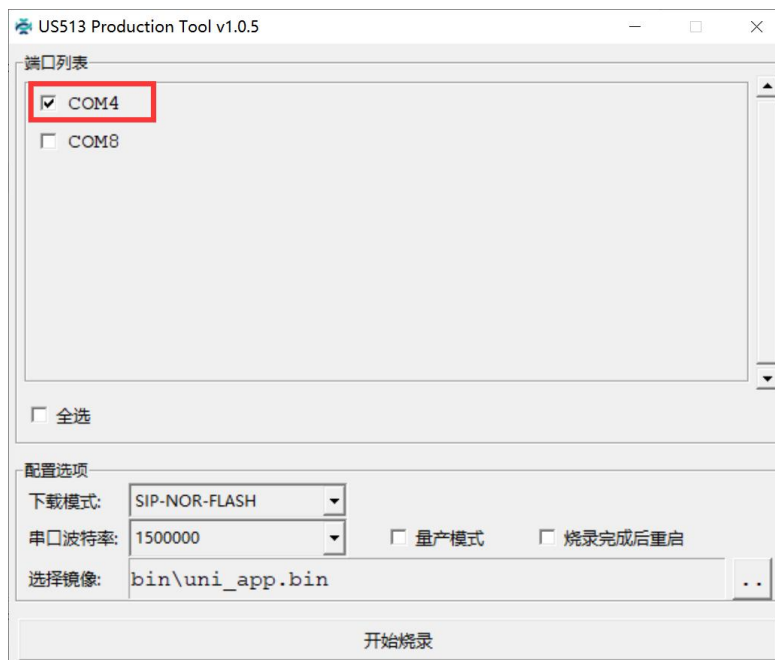 US513 Production Tool v1.0.5
端口列表
COM4
COM8
全选
配置选项
下载模式: SIP-NOR-FLASH
串口波特率: 1500000 量产模式 烧录完成后重启
选择镜像: bin\uni_app.bin ..
开始烧录